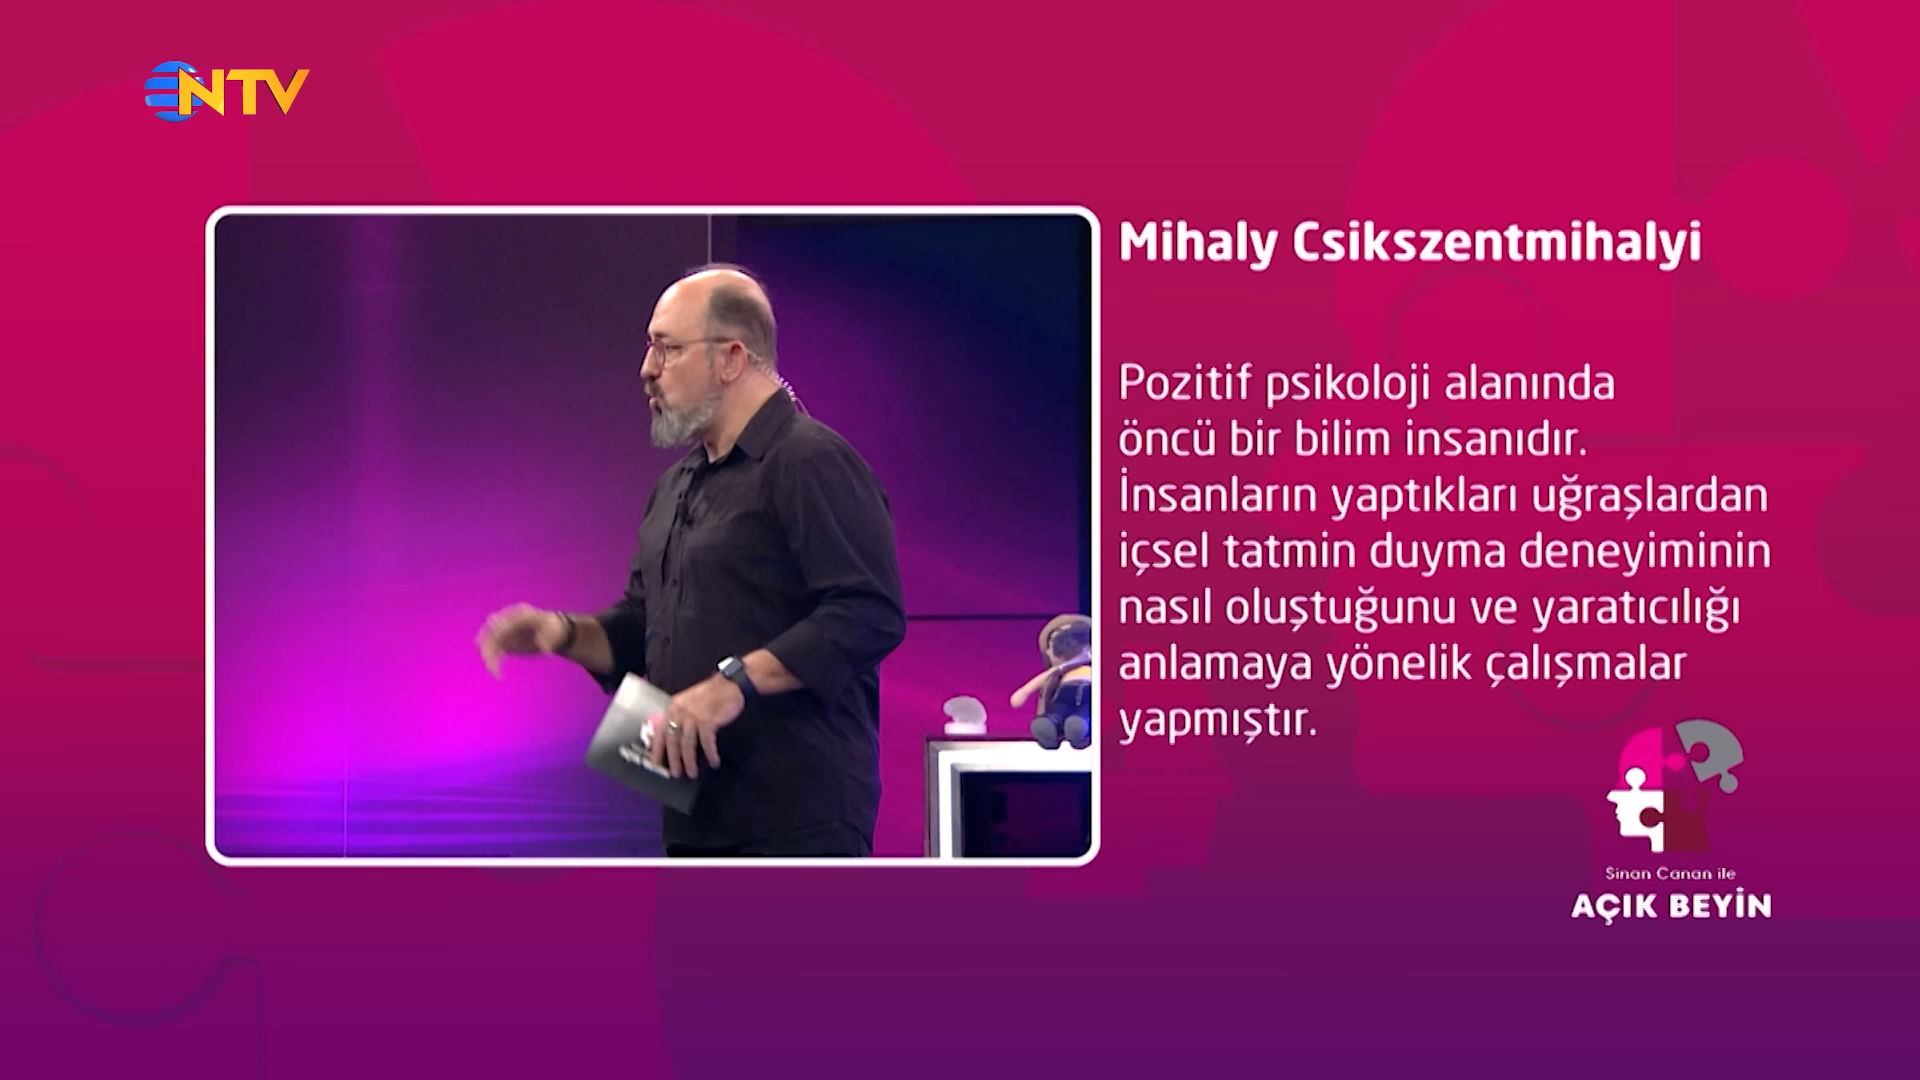 NTV
Mihaly Csikszentmihalyi
Pozitif psikoloji alanında
öncü bir bilim insanıdır.
İnsanların yaptıkları uğraşlardan
içsel tatmin duyma deneyiminin
nasıl oluştuğunu ve yaratıcılığı
anlamaya yönelik çalışmalar
yapmıştır.
Sinan Canan ile
AÇIK BEYİN